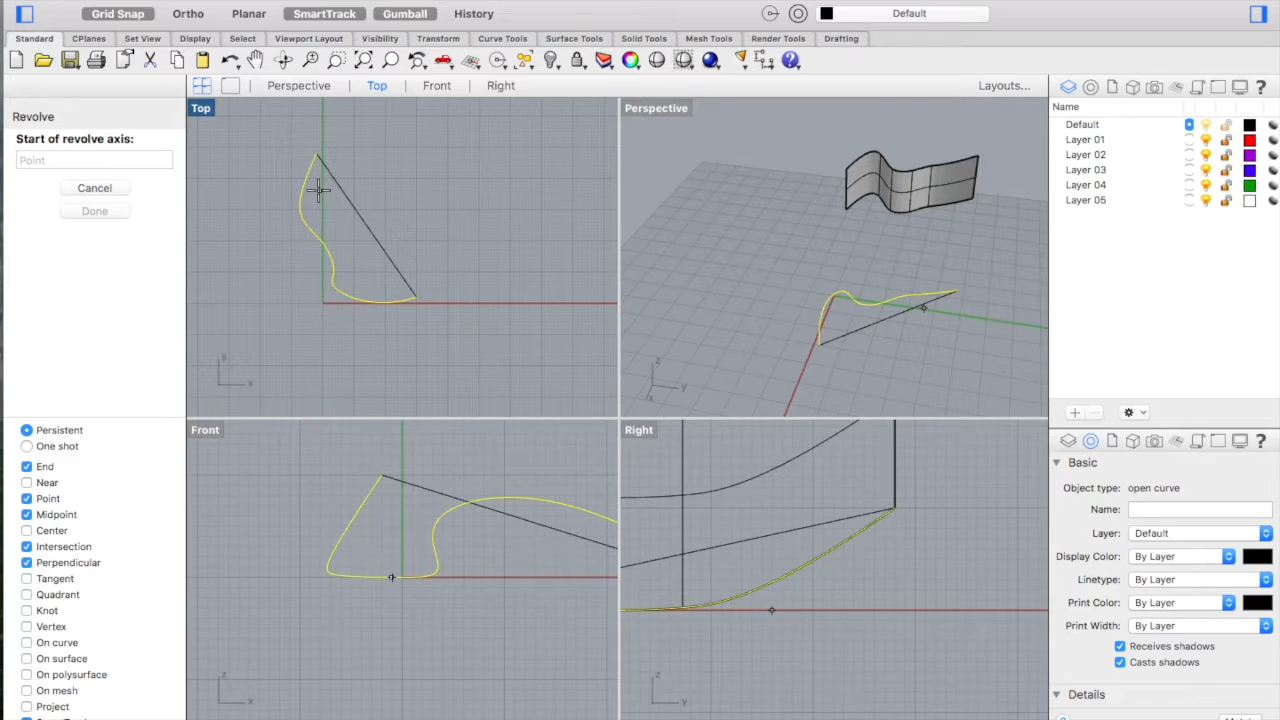 Grid Snap Ortho Planar SmartTrack Gumball History Default
Standard CPlanes Set View Display Select Viewport Layout Visibility Transform Curve Tools Surface Tools Solid Tools Mesh Tools Render Tools Drafting
Perspective Top Front Right Layouts...
Revolve
Start of revolve axis:
Point
Cancel
Done
Persistent
One shot
End
Near
Point
Midpoint
Center
Intersection
Perpendicular
Tangent
Quadrant
Knot
Vertex
On curve
On surface
On polysurface
On mesh
Project
Top
y
x
Perspective
z
y
x
Front
z
x
Right
z
y
Name
Default
Layer 01
Layer 02
Layer 03
Layer 04
Layer 05
Basic
Object type: open curve
Name:
Layer: Default
Display Color: By Layer
Linetype: By Layer
Print Color: By Layer
Print Width: By Layer
Receives shadows
Casts shadows
Details